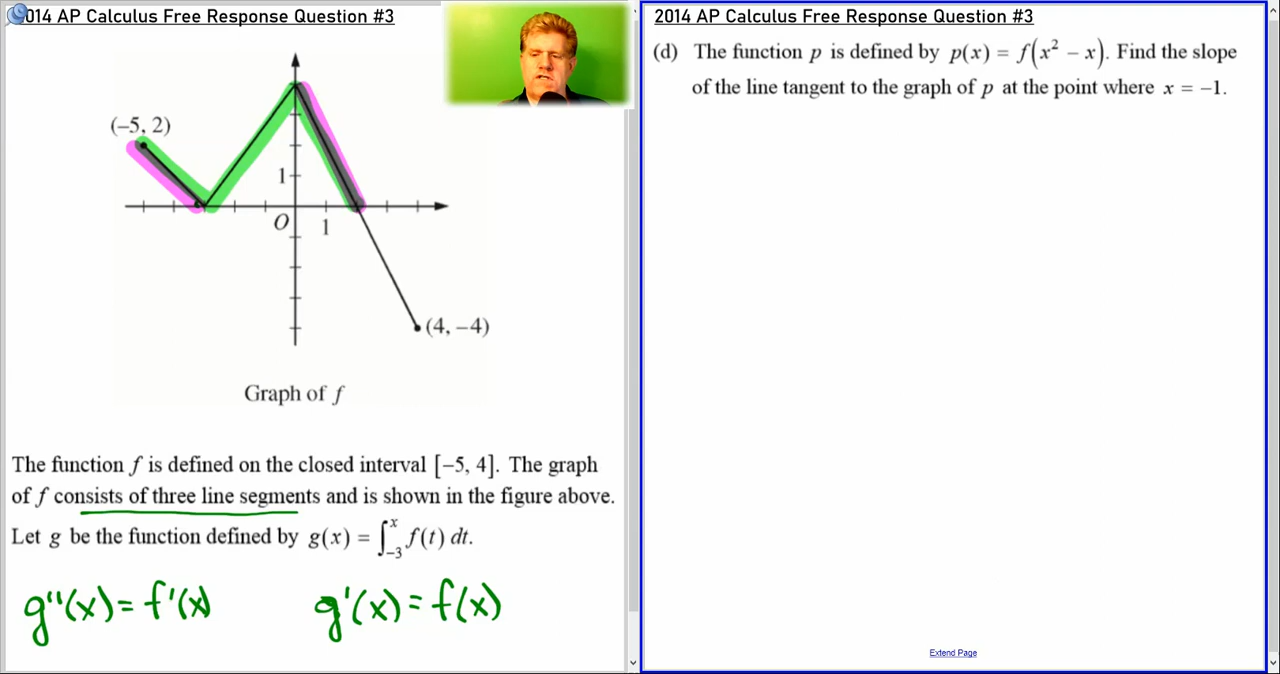 2014 AP Calculus Free Response Question #3
(−5, 2)
1
O
1
(4, −4)
Graph of f
The function f is defined on the closed interval [−5, 4]. The graph
of f consists of three line segments and is shown in the figure above.
Let g be the function defined by g(x) = ∫₋₃ˣ f(t) dt.
g''(x) = f'(x) g'(x) = f(x)
2014 AP Calculus Free Response Question #3
(d) The function p is defined by p(x) = f(x² − x). Find the slope
of the line tangent to the graph of p at the point where x = −1.
Extend Page